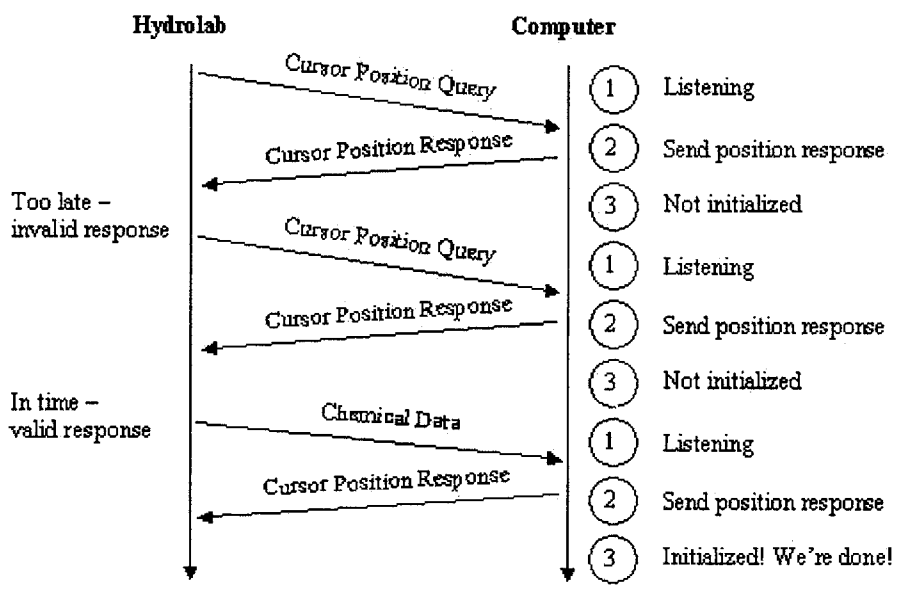 Hydrolab
Computer
Cursor Position Query
1 Listening
Cursor Position Response
2 Send position response
Too late –
invalid response
3 Not initialized
Cursor Position Query
1 Listening
Cursor Position Response
2 Send position response
3 Not initialized
In time –
valid response
Chemical Data
1 Listening
Cursor Position Response
2 Send position response
3 Initialized! We're done!